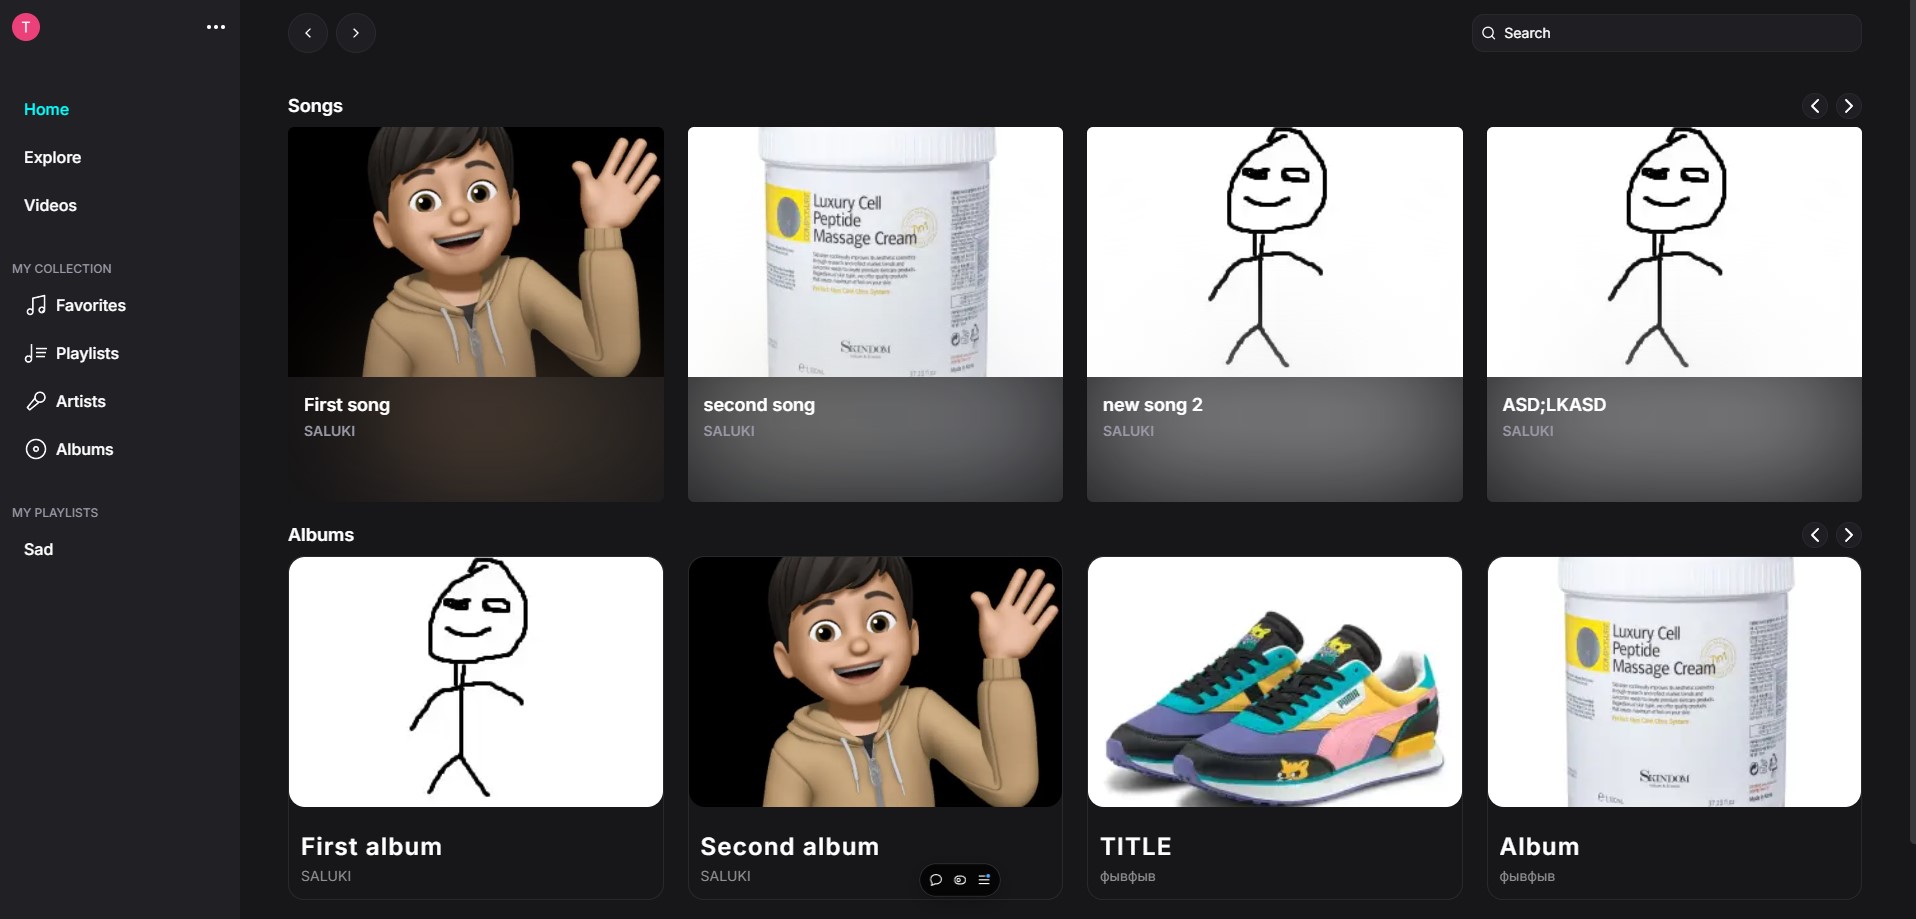 T
Search
Home
Explore
Videos
MY COLLECTION
Favorites
Playlists
Artists
Albums
MY PLAYLISTS
Sad
Songs
Luxury Cell
Peptide
Massage Cream
7in1
SKINDOM
First song
SALUKI
second song
SALUKI
new song 2
SALUKI
ASD;LKASD
SALUKI
Albums
PUMA
Luxury Cell
Peptide
Massage Cream
7in1
SKINDOM
First album
SALUKI
Second album
SALUKI
TITLE
фывфыв
Album
фывфыв